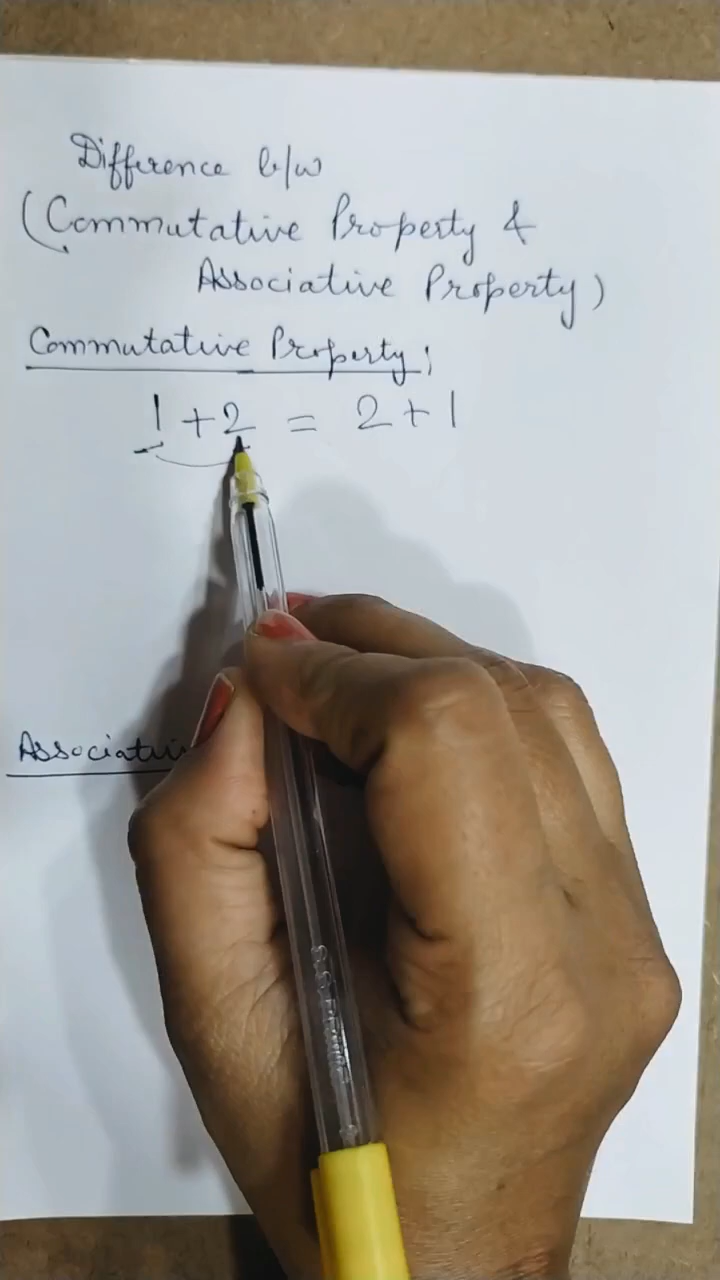 Difference b/w
(Commutative Property &
Associative Property)
Commutative Property;
1 + 2 = 2 + 1